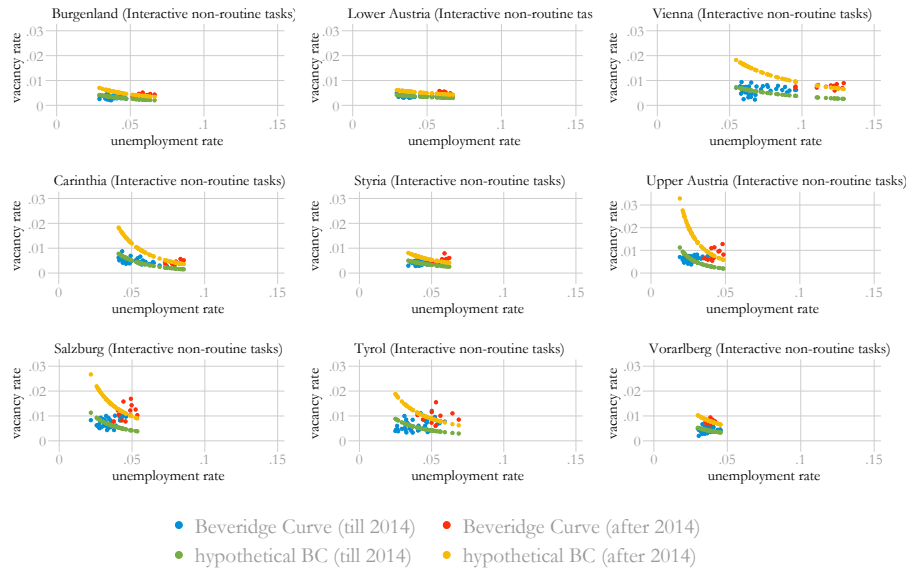 Burgenland (Interactive non-routine tasks)
vacancy rate
.03
.02
.01
0
0
.05
.1
.15
unemployment rate
Lower Austria (Interactive non-routine tas
vacancy rate
.03
.02
.01
0
0
.05
.1
.15
unemployment rate
Vienna (Interactive non-routine tasks)
vacancy rate
.03
.02
.01
0
0
.05
.1
.15
unemployment rate
Carinthia (Interactive non-routine tasks)
vacancy rate
.03
.02
.01
0
0
.05
.1
.15
unemployment rate
Styria (Interactive non-routine tasks)
vacancy rate
.03
.02
.01
0
0
.05
.1
.15
unemployment rate
Upper Austria (Interactive non-routine tasks)
vacancy rate
.03
.02
.01
0
0
.05
.1
.15
unemployment rate
Salzburg (Interactive non-routine tasks)
vacancy rate
.03
.02
.01
0
0
.05
.1
.15
unemployment rate
Tyrol (Interactive non-routine tasks)
vacancy rate
.03
.02
.01
0
0
.05
.1
.15
unemployment rate
Vorarlberg (Interactive non-routine tasks)
vacancy rate
.03
.02
.01
0
0
.05
.1
.15
unemployment rate
Beveridge Curve (till 2014)
Beveridge Curve (after 2014)
hypothetical BC (till 2014)
hypothetical BC (after 2014)